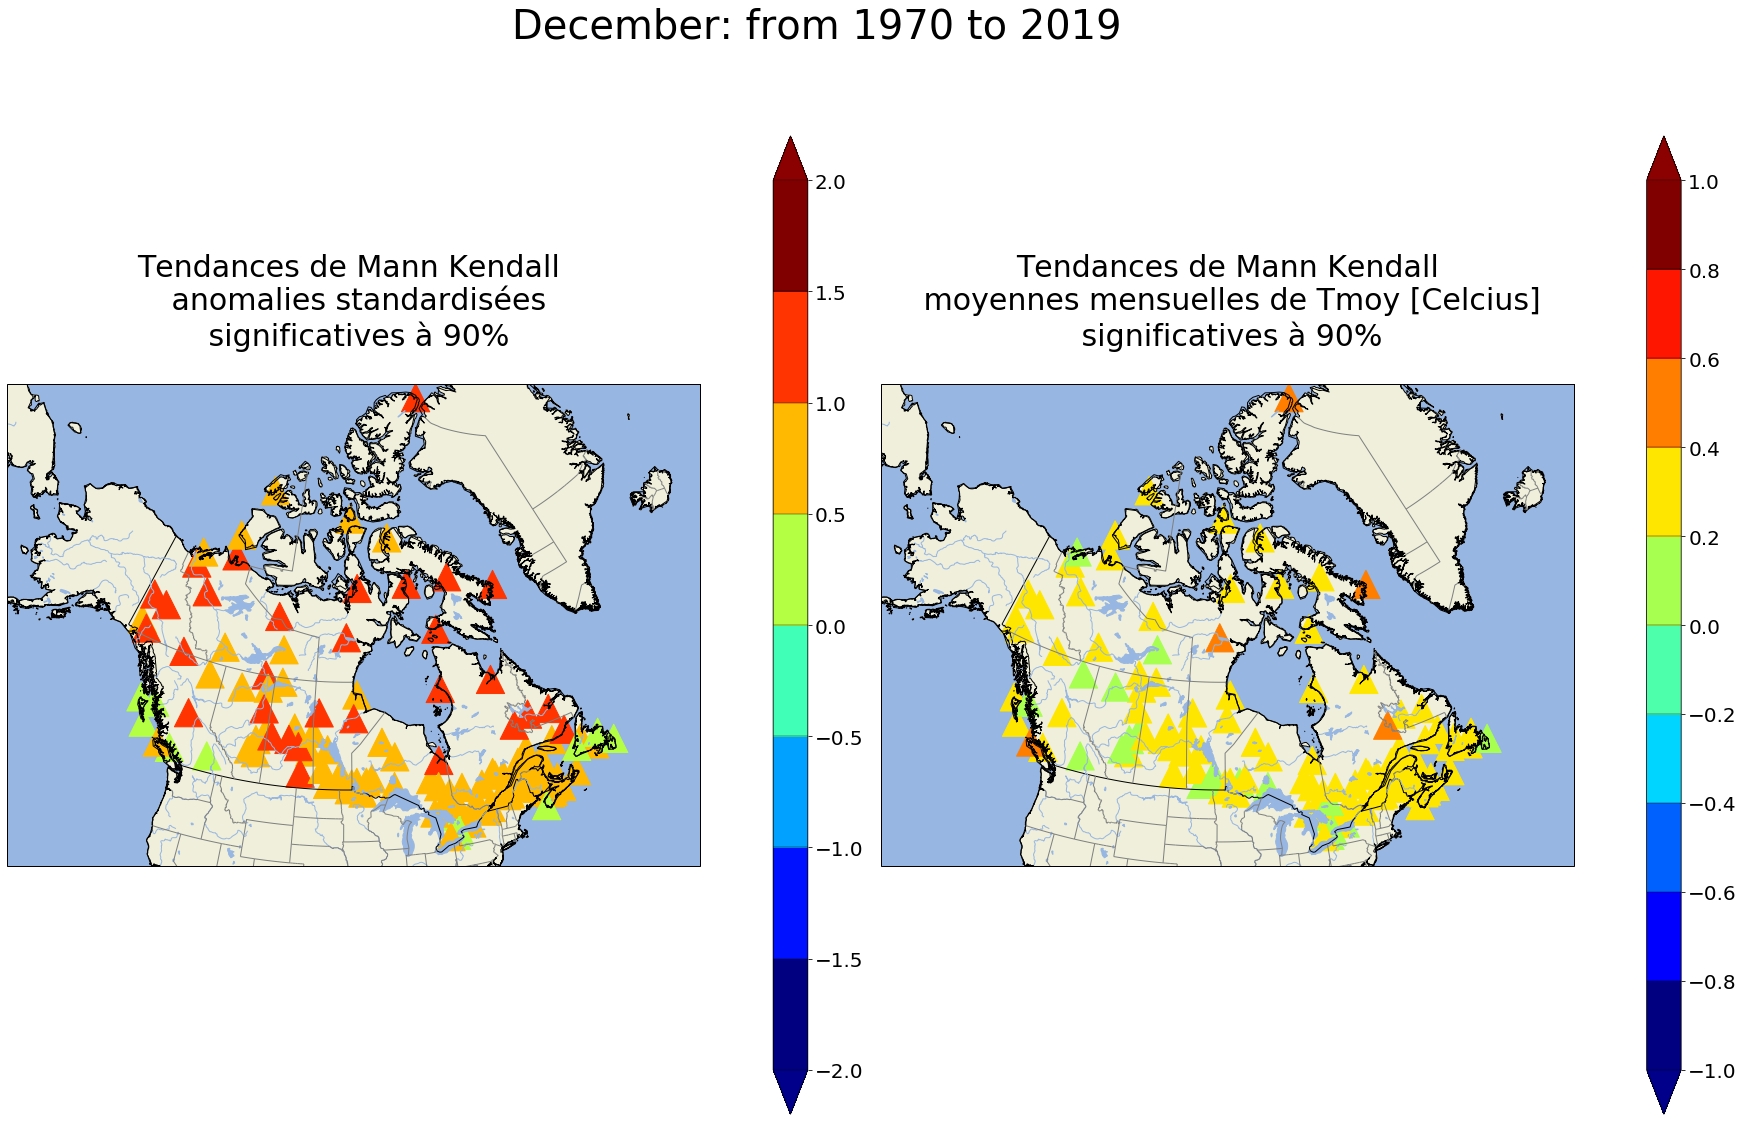 December: from 1970 to 2019
Tendances de Mann Kendall
anomalies standardisées
significatives à 90%
2.0
1.5
1.0
0.5
0.0
−0.5
−1.0
−1.5
−2.0
Tendances de Mann Kendall
moyennes mensuelles de Tmoy [Celcius]
significatives à 90%
1.0
0.8
0.6
0.4
0.2
0.0
−0.2
−0.4
−0.6
−0.8
−1.0